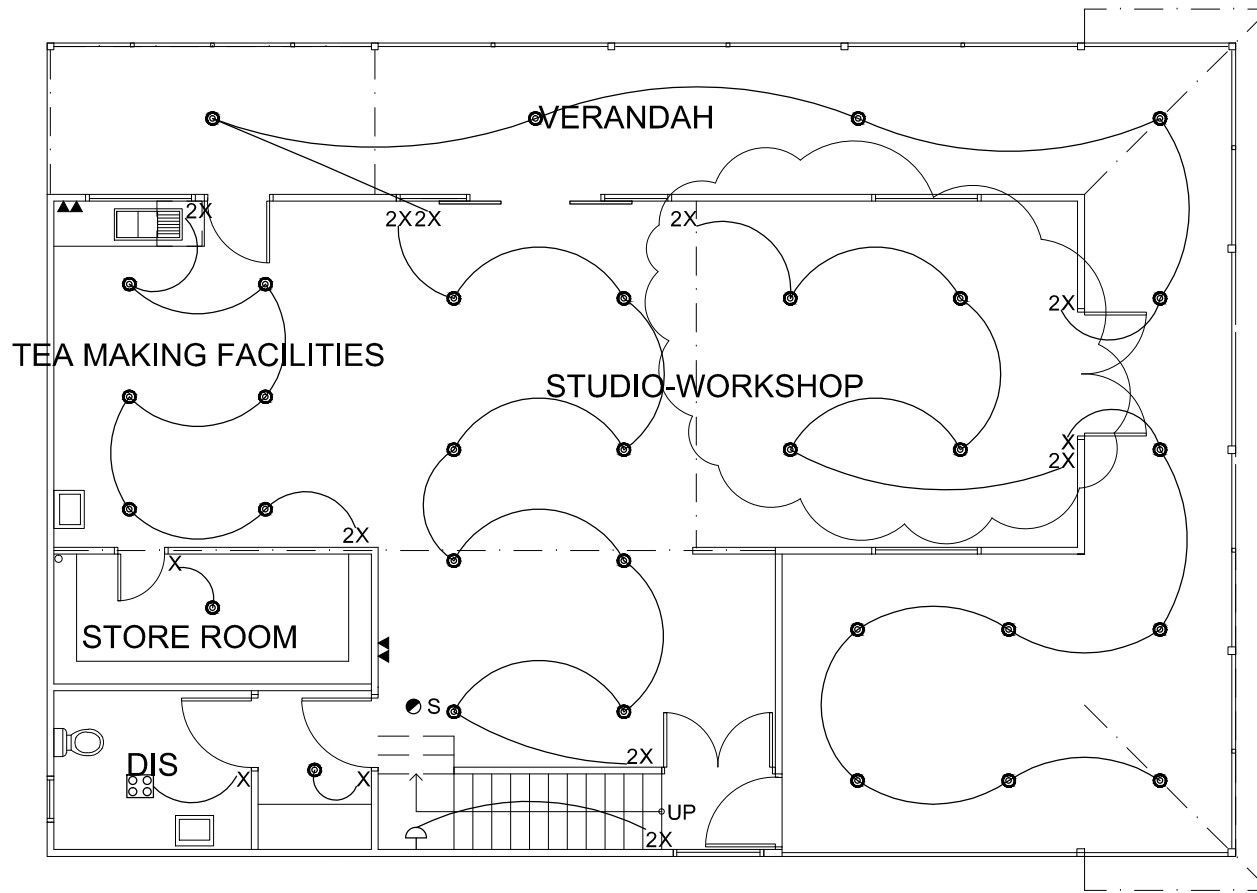 VERANDAH
2X
2X2X
2X
2X
TEA MAKING FACILITIES
STUDIO-WORKSHOP
X
2X
2X
X
STORE ROOM
S
2X
DIS
X
X
UP
2X